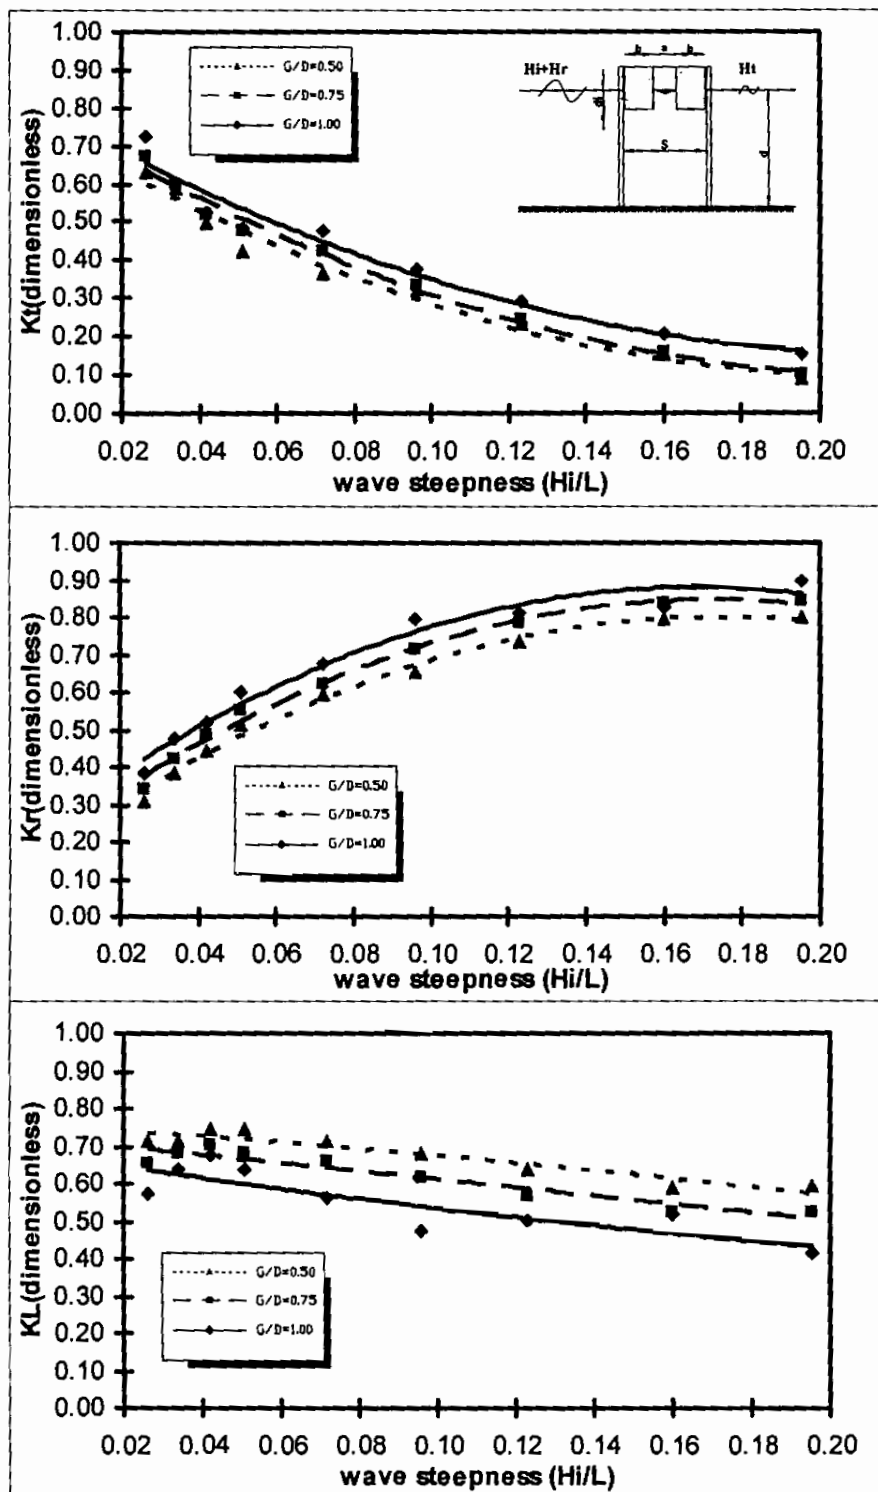 1.00
0.90
0.80
0.70
0.60
0.50
0.40
0.30
0.20
0.10
0.00
Kt(dimensionless)
G/D=0.50
G/D=0.75
G/D=1.00
b a b
Hi+Hr
Ht
d
S
0.02 0.04 0.06 0.08 0.10 0.12 0.14 0.16 0.18 0.20
wave steepness (Hi/L)
1.00
0.90
0.80
0.70
0.60
0.50
0.40
0.30
0.20
0.10
0.00
Kr(dimensionless)
G/D=0.50
G/D=0.75
G/D=1.00
0.02 0.04 0.06 0.08 0.10 0.12 0.14 0.16 0.18 0.20
wave steepness (Hi/L)
1.00
0.90
0.80
0.70
0.60
0.50
0.40
0.30
0.20
0.10
0.00
KL(dimensionless)
G/D=0.50
G/D=0.75
G/D=1.00
0.02 0.04 0.06 0.08 0.10 0.12 0.14 0.16 0.18 0.20
wave steepness (Hi/L)